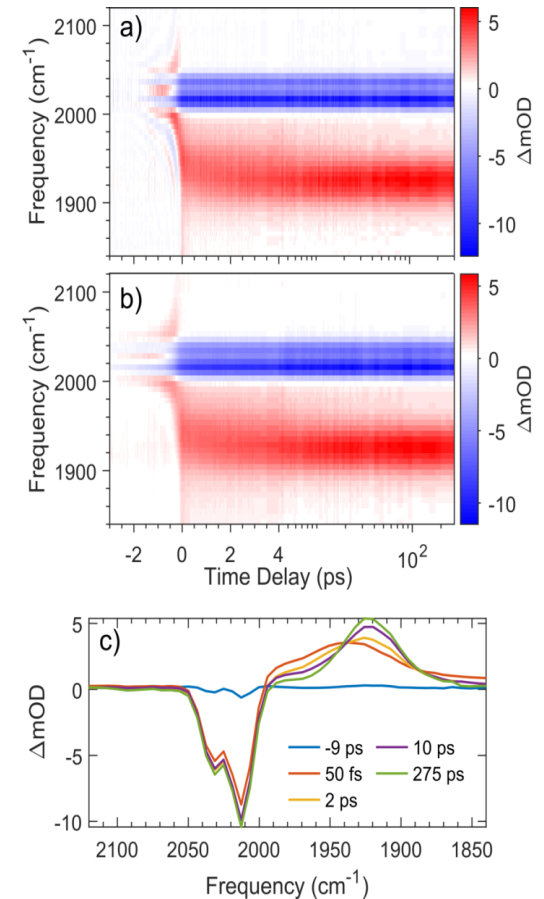 a)
2100
2000
1900
Frequency (cm-1)
5
0
-5
-10
ΔmOD
b)
2100
2000
1900
Frequency (cm-1)
5
0
-5
-10
ΔmOD
-2 0 2 4 10²
Time Delay (ps)
c)
5
0
-5
-10
ΔmOD
-9 ps 10 ps
50 fs 275 ps
2 ps
2100 2050 2000 1950 1900 1850
Frequency (cm-1)